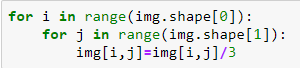 for i in range(img.shape[0]):
    for j in range(img.shape[1]):
        img[i,j]=img[i,j]/3